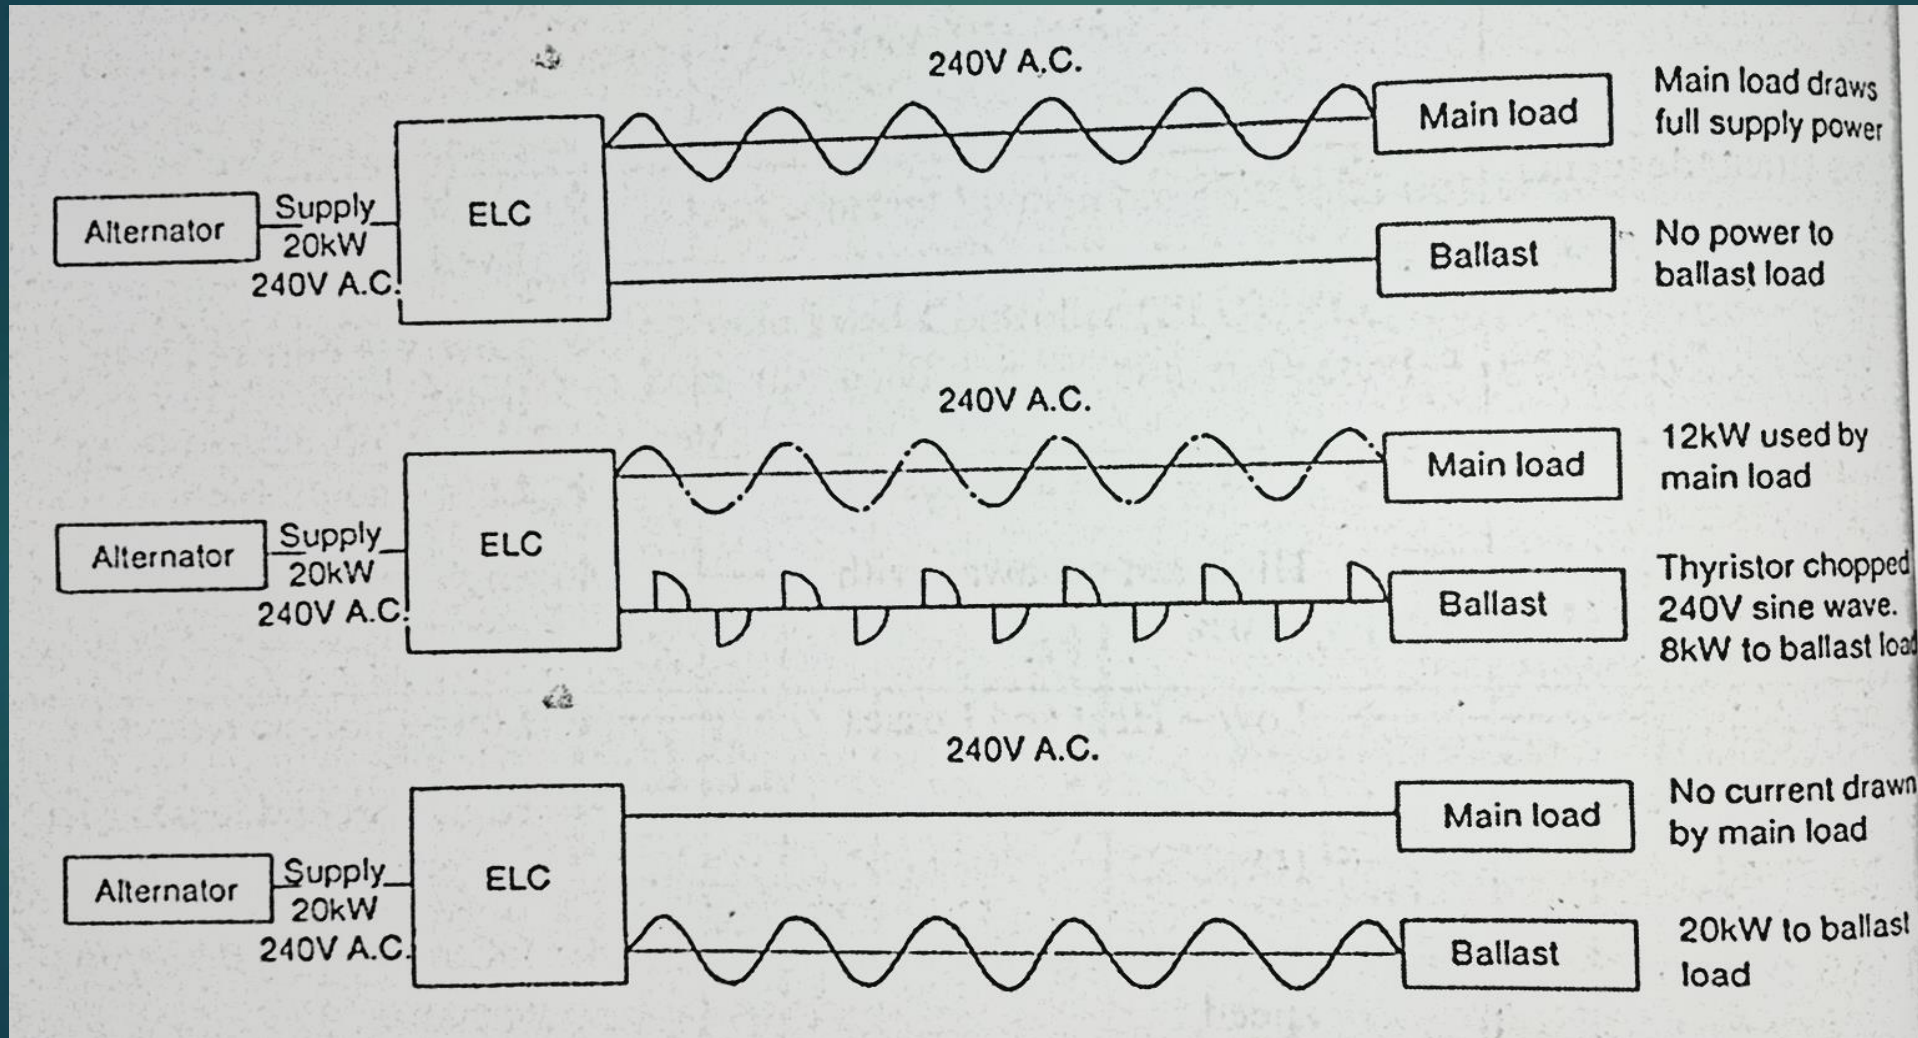 240V A.C.
Main load
Main load draws
full supply power
Alternator
Supply
20kW
240V A.C.
ELC
Ballast
No power to
ballast load
240V A.C.
Main load
12kW used by
main load
Alternator
Supply
20kW
240V A.C.
ELC
Ballast
Thyristor chopped
240V sine wave.
8kW to ballast load
240V A.C.
Main load
No current drawn
by main load
Alternator
Supply
20kW
240V A.C.
ELC
Ballast
20kW to ballast
load